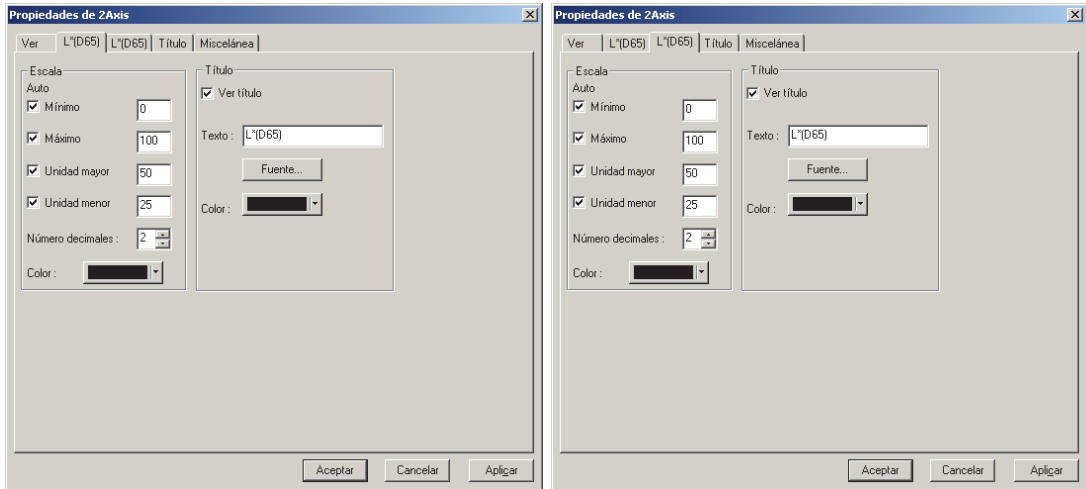 Propiedades de 2Axis
Ver L*(D65) L*(D65) Título Miscelánea
Escala
Auto
Mínimo 0
Máximo 100
Unidad mayor 50
Unidad menor 25
Número decimales : 2
Color :
Título
Ver título
Texto : L*(D65)
Fuente...
Color :
Aceptar Cancelar Aplicar
Propiedades de 2Axis
Ver L*(D65) L*(D65) Título Miscelánea
Escala
Auto
Mínimo 0
Máximo 100
Unidad mayor 50
Unidad menor 25
Número decimales : 2
Color :
Título
Ver título
Texto : L*(D65)
Fuente...
Color :
Aceptar Cancelar Aplicar